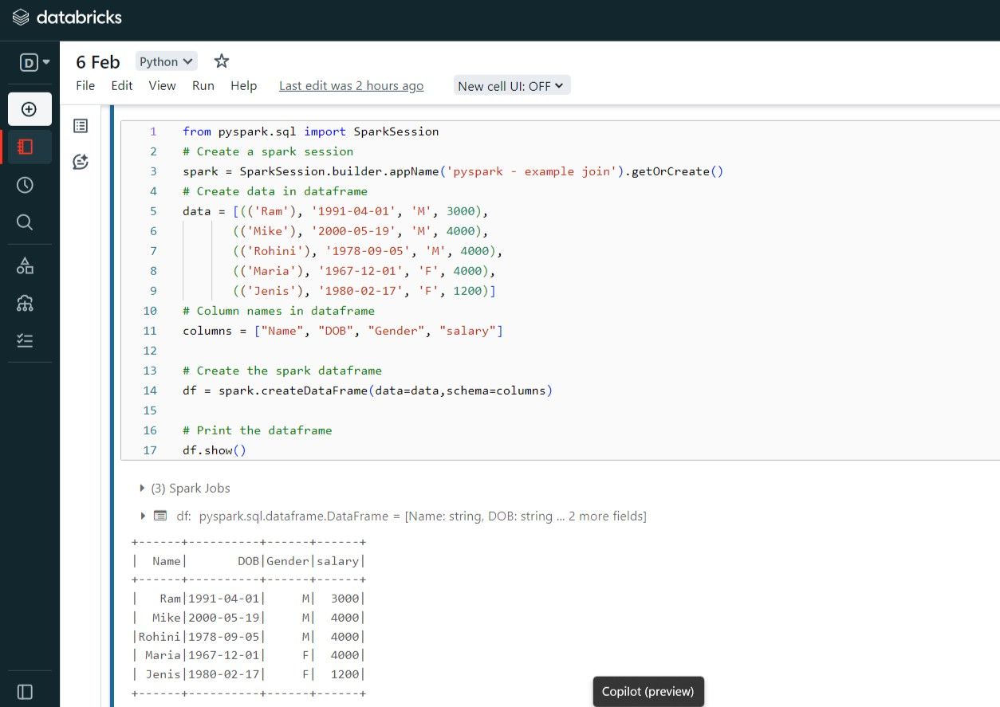 databricks
D
6 Feb Python
File Edit View Run Help Last edit was 2 hours ago New cell UI: OFF
1 from pyspark.sql import SparkSession
2 # Create a spark session
3 spark = SparkSession.builder.appName('pyspark - example join').getOrCreate()
4 # Create data in dataframe
5 data = [(('Ram'), '1991-04-01', 'M', 3000),
6 (('Mike'), '2000-05-19', 'M', 4000),
7 (('Rohini'), '1978-09-05', 'M', 4000),
8 (('Maria'), '1967-12-01', 'F', 4000),
9 (('Jenis'), '1980-02-17', 'F', 1200)]
10 # Column names in dataframe
11 columns = ["Name", "DOB", "Gender", "salary"]
12
13 # Create the spark dataframe
14 df = spark.createDataFrame(data=data,schema=columns)
15
16 # Print the dataframe
17 df.show()
(3) Spark Jobs
df: pyspark.sql.dataframe.DataFrame = [Name: string, DOB: string ... 2 more fields]
+------+----------+------+------+
|  Name|       DOB|Gender|salary|
+------+----------+------+------+
|   Ram|1991-04-01|     M|  3000|
|  Mike|2000-05-19|     M|  4000|
|Rohini|1978-09-05|     M|  4000|
| Maria|1967-12-01|     F|  4000|
| Jenis|1980-02-17|     F|  1200|
+------+----------+------+------+
Copilot (preview)